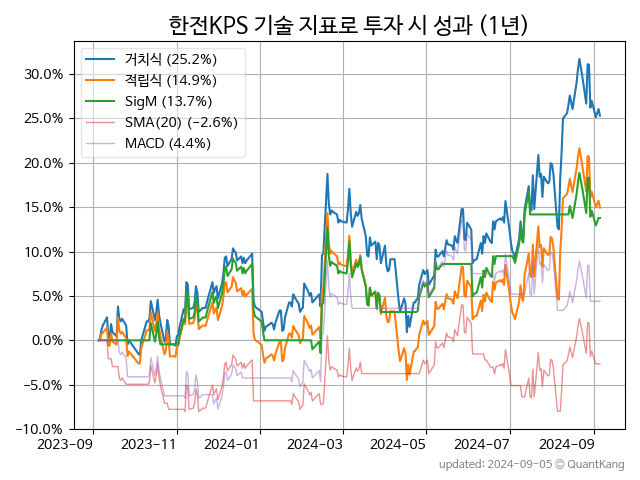 한전KPS 기술 지표로 투자 시 성과 (1년)
거치식 (25.2%)
적립식 (14.9%)
SigM (13.7%)
SMA(20) (−2.6%)
MACD (4.4%)
30.0%
25.0%
20.0%
15.0%
10.0%
5.0%
0.0%
−5.0%
−10.0%
2023-09 2023-11 2024-01 2024-03 2024-05 2024-07 2024-09
updated: 2024-09-05 © QuantKang